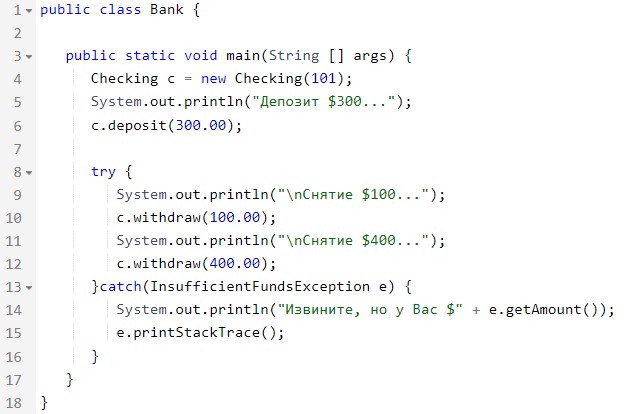 1 public class Bank {
2
3 public static void main(String [] args) {
4 Checking c = new Checking(101);
5 System.out.println("Депозит $300...");
6 c.deposit(300.00);
7
8 try {
9 System.out.println("\nСнятие $100...");
10 c.withdraw(100.00);
11 System.out.println("\nСнятие $400...");
12 c.withdraw(400.00);
13 }catch(InsufficientFundsException e) {
14 System.out.println("Извините, но у Вас $" + e.getAmount());
15 e.printStackTrace();
16 }
17 }
18 }